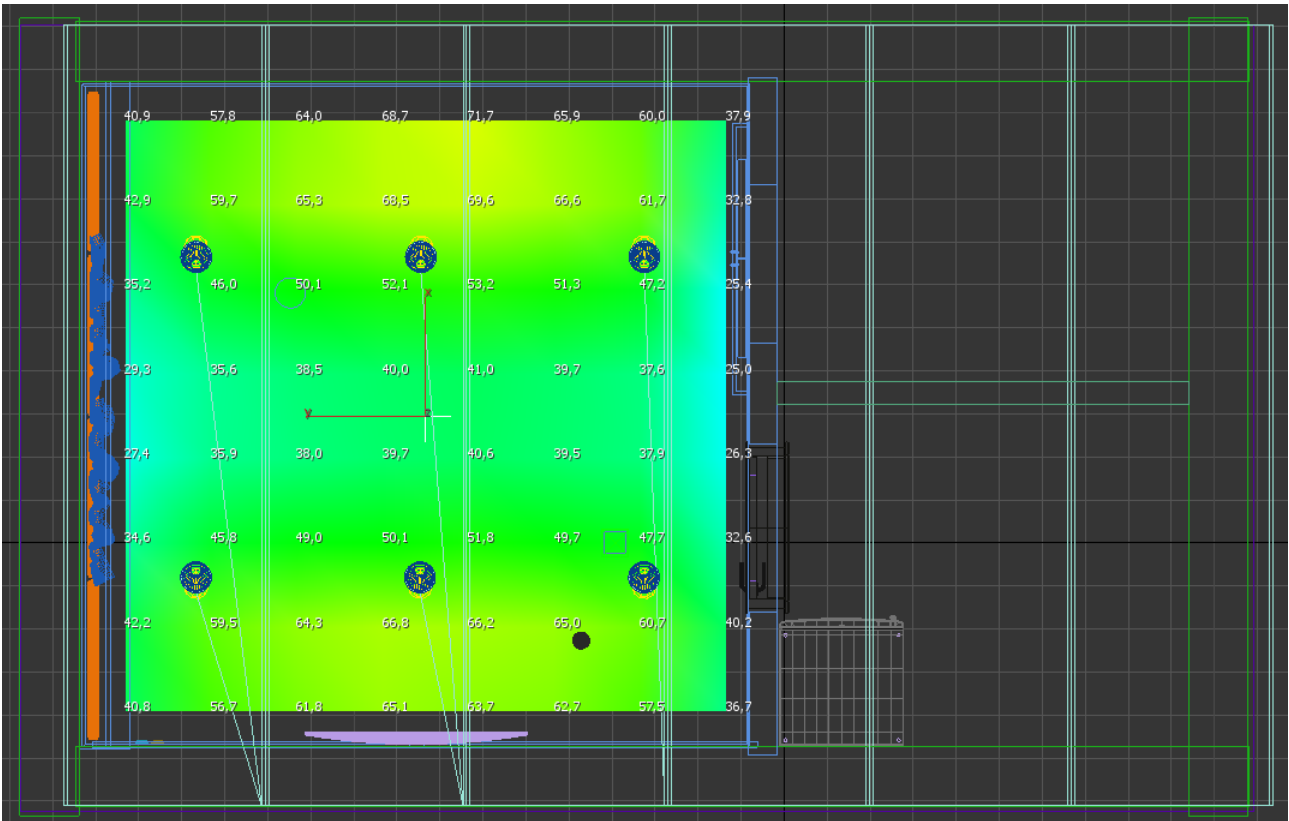 40,9 57,8 64,0 68,7 71,7 65,9 60,0 37,9
42,9 59,7 65,3 68,5 69,6 66,6 61,7 32,8
35,2 46,0 50,1 52,1 53,2 51,3 47,2 25,4
x
29,3 35,6 38,5 40,0 41,0 39,7 37,6 25,0
y z
27,4 35,9 38,0 39,7 40,6 39,5 37,9 26,3
34,6 45,8 49,0 50,1 51,8 49,7 47,7 32,6
42,2 59,5 64,3 66,8 66,2 65,0 60,7 40,2
40,8 56,7 61,8 65,1 63,7 62,7 57,5 36,7